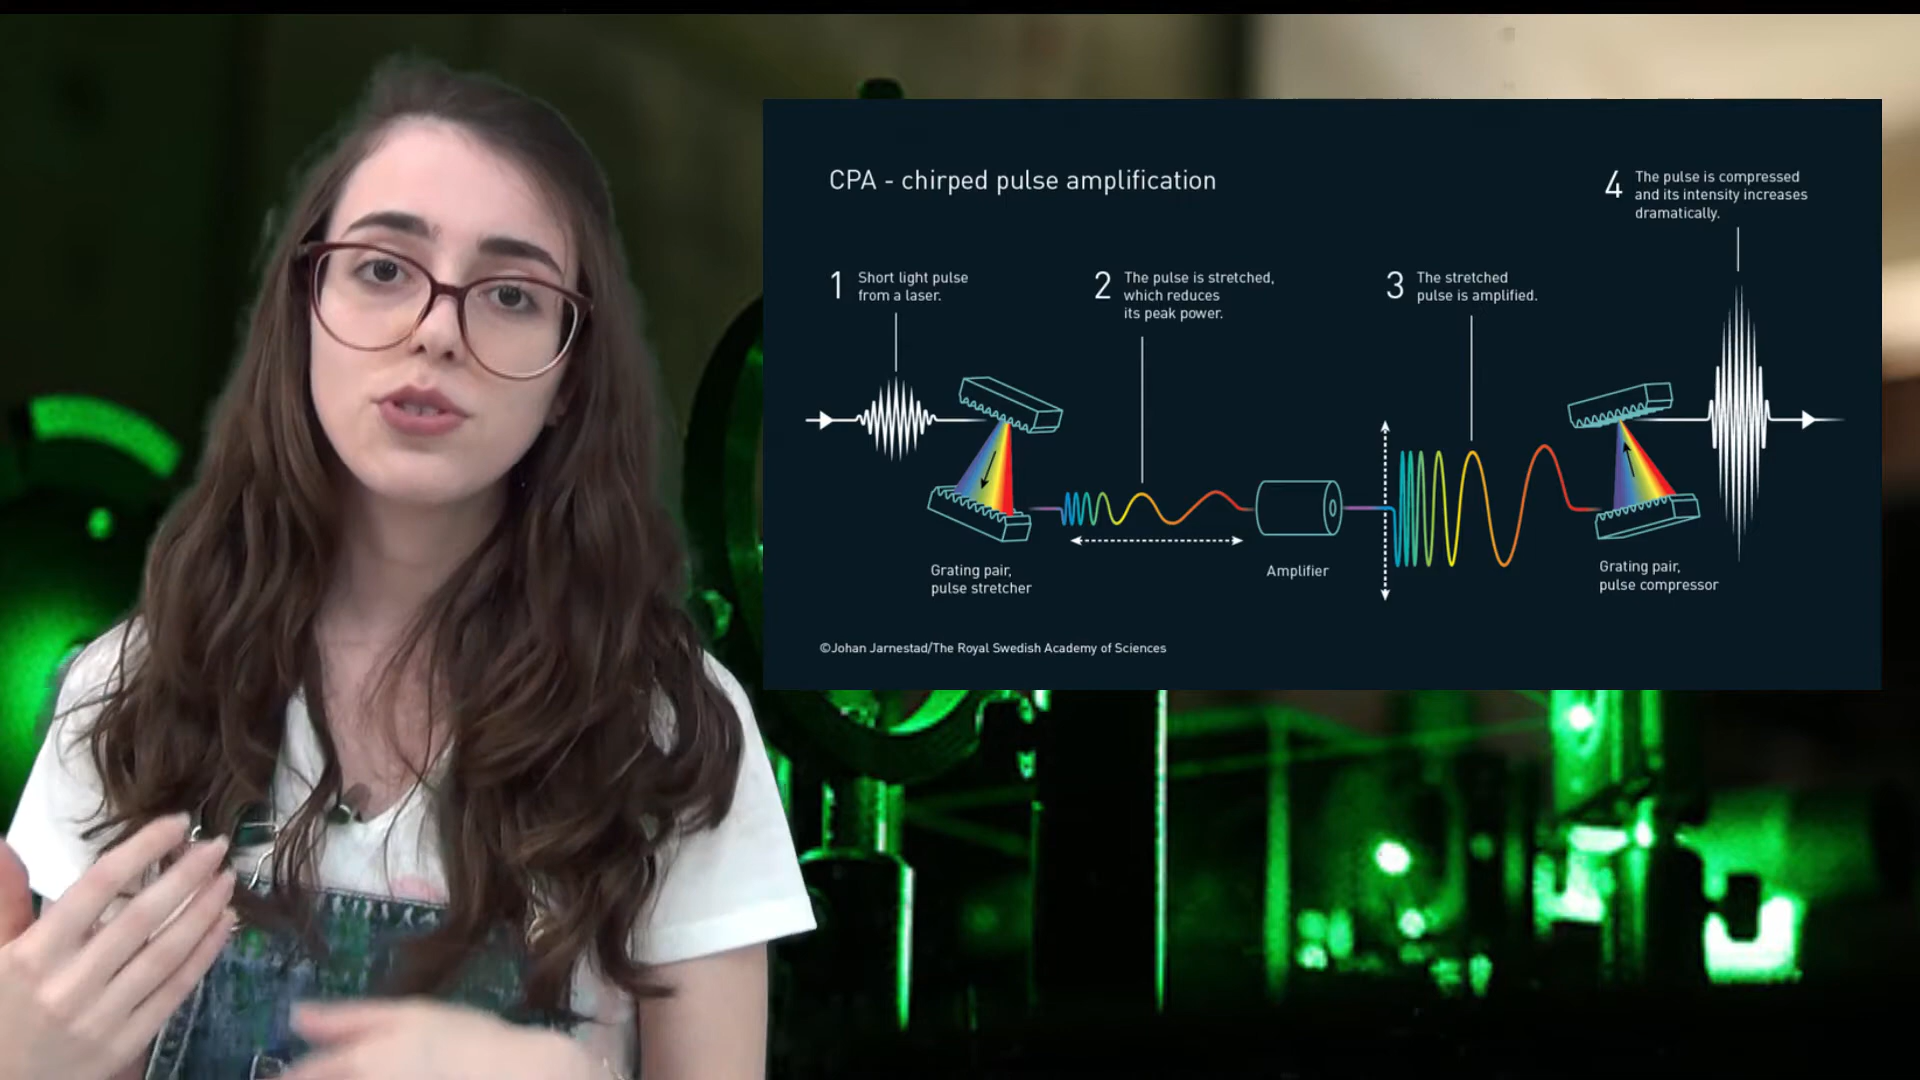 CPA - chirped pulse amplification
1 Short light pulse
from a laser.
2 The pulse is stretched,
which reduces
its peak power.
3 The stretched
pulse is amplified.
4 The pulse is compressed
and its intensity increases
dramatically.
Grating pair,
pulse stretcher
Amplifier
Grating pair,
pulse compressor
©Johan Jarnestad/The Royal Swedish Academy of Sciences